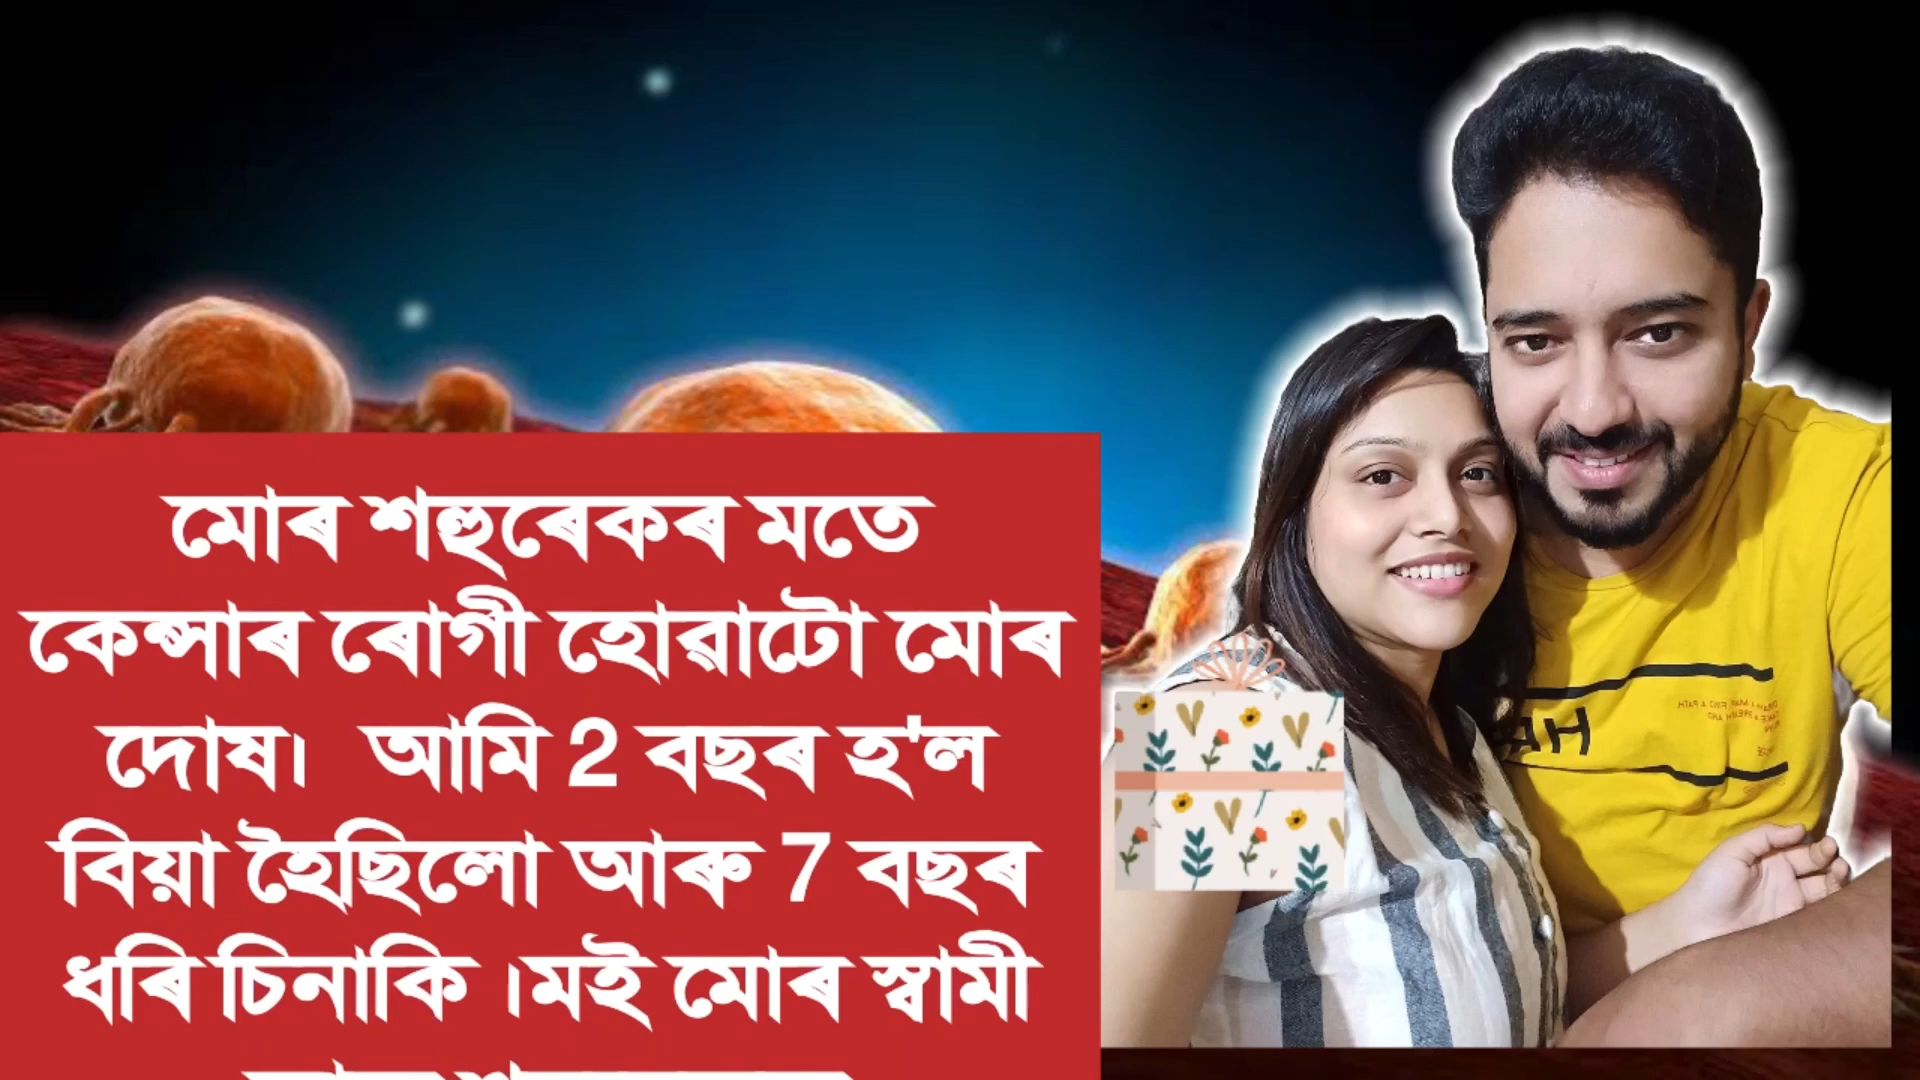 মোৰ শহুৰেকৰ মতে
কেন্সাৰ ৰোগী হোৱাটো মোৰ
দোষ। আমি 2 বছৰ হ'ল
বিয়া হৈছিলো আৰু 7 বছৰ
ধৰি চিনাকি ।মই মোৰ স্বামী